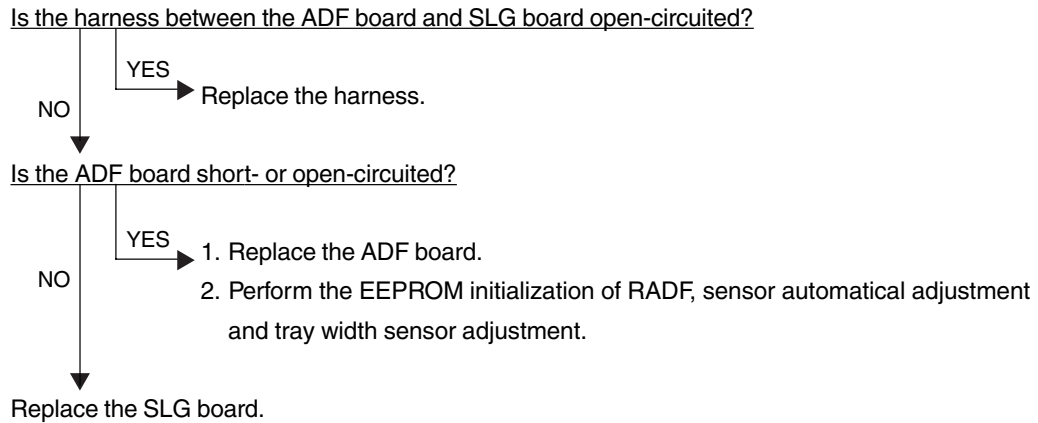 Is the harness between the ADF board and SLG board open-circuited?
YES
Replace the harness.
NO
Is the ADF board short- or open-circuited?
YES
1. Replace the ADF board.
NO
2. Perform the EEPROM initialization of RADF, sensor automatical adjustment
and tray width sensor adjustment.
Replace the SLG board.